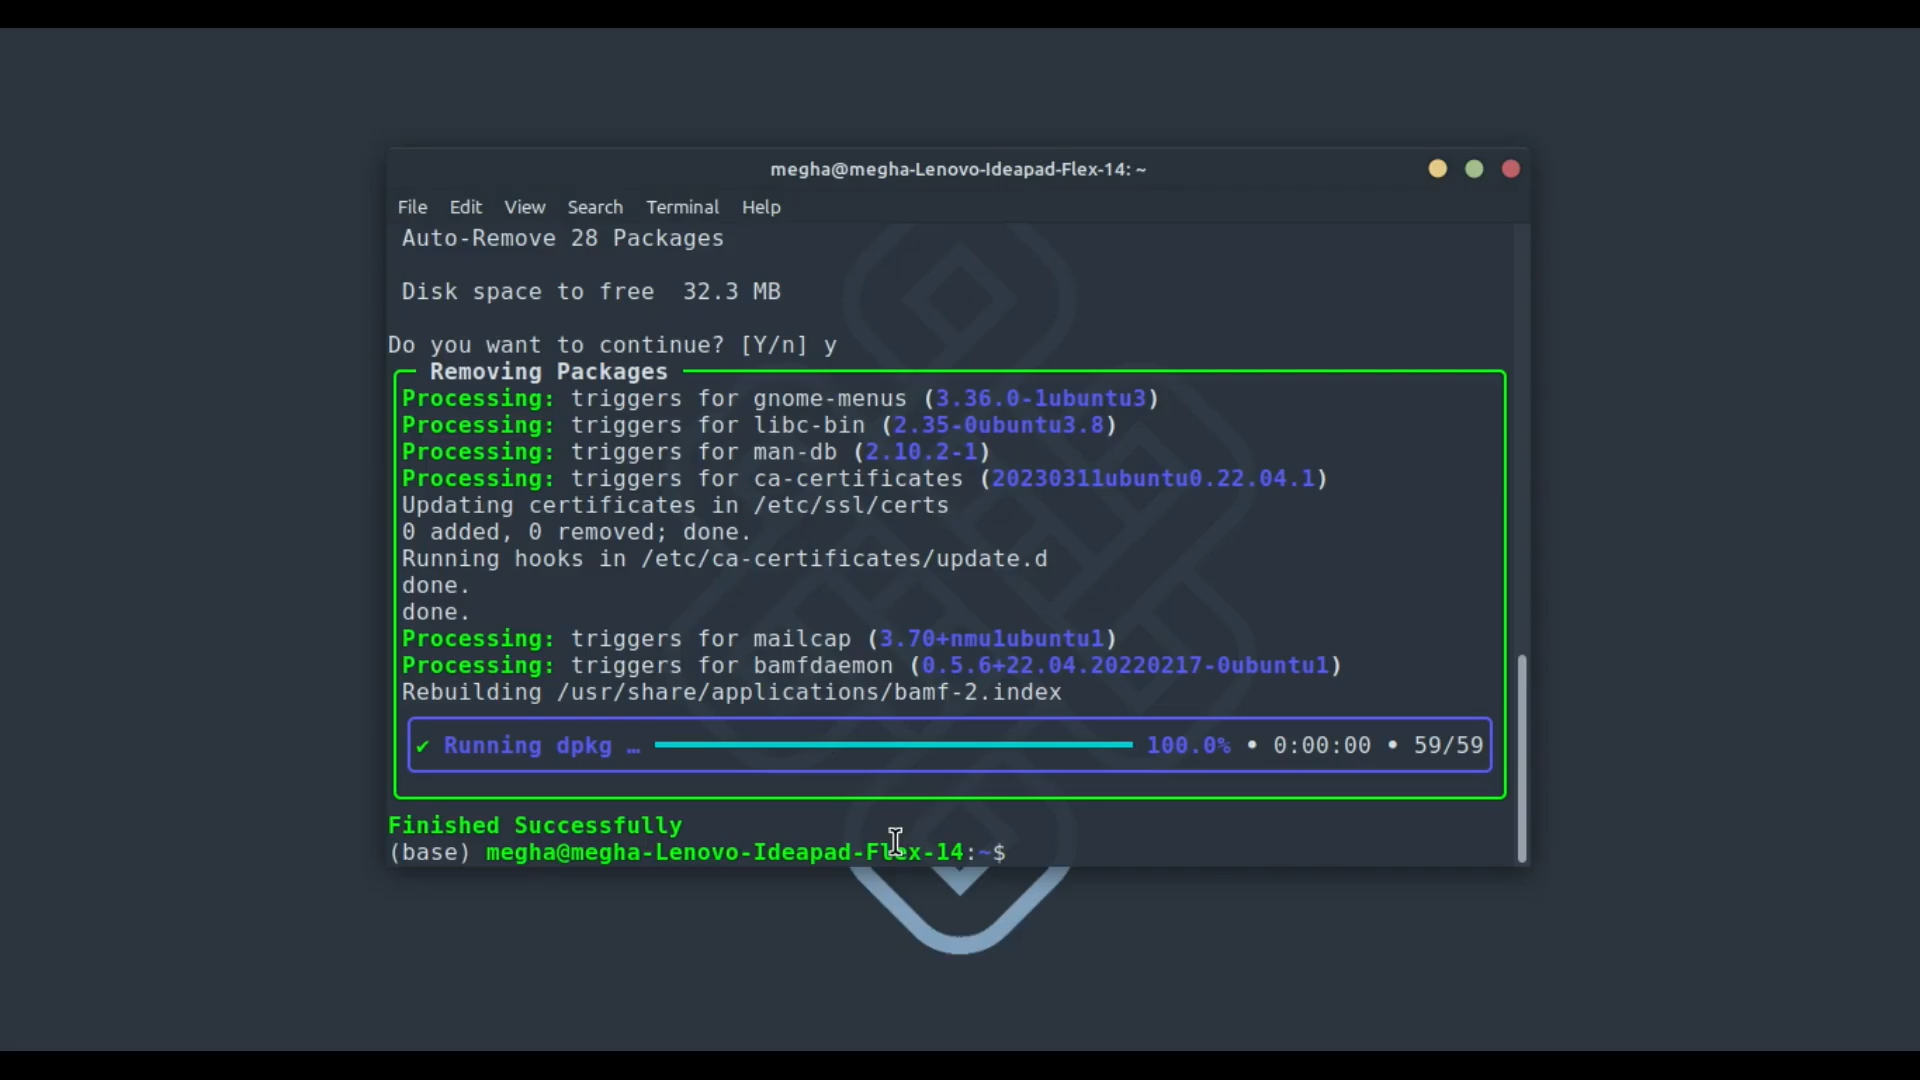 megha@megha-Lenovo-Ideapad-Flex-14: ~
File Edit View Search Terminal Help
Auto-Remove 28 Packages
Disk space to free  32.3 MB
Do you want to continue? [Y/n] y
Removing Packages
Processing: triggers for gnome-menus (3.36.0-1ubuntu3)
Processing: triggers for libc-bin (2.35-0ubuntu3.8)
Processing: triggers for man-db (2.10.2-1)
Processing: triggers for ca-certificates (20230311ubuntu0.22.04.1)
Updating certificates in /etc/ssl/certs
0 added, 0 removed; done.
Running hooks in /etc/ca-certificates/update.d
done.
done.
Processing: triggers for mailcap (3.70+nmu1ubuntu1)
Processing: triggers for bamfdaemon (0.5.6+22.04.20220217-0ubuntu1)
Rebuilding /usr/share/applications/bamf-2.index
✔ Running dpkg … 100.0% • 0:00:00 • 59/59
Finished Successfully
(base) megha@megha-Lenovo-Ideapad-Flex-14:~$